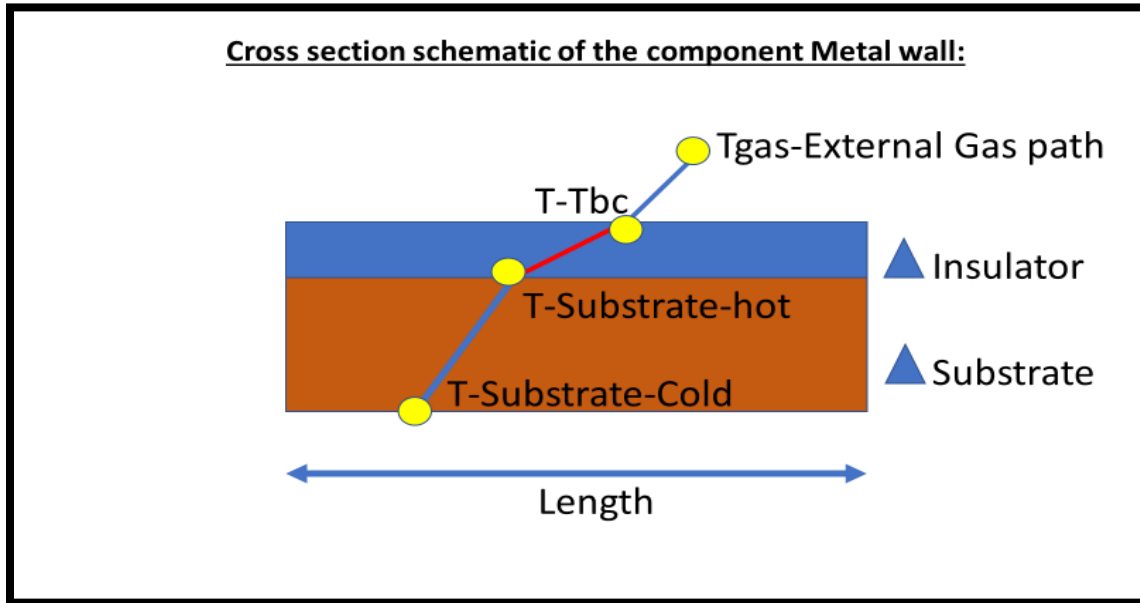 Cross section schematic of the component Metal wall:
Tgas-External Gas path
T-Tbc
Insulator
T-Substrate-hot
Substrate
T-Substrate-Cold
Length